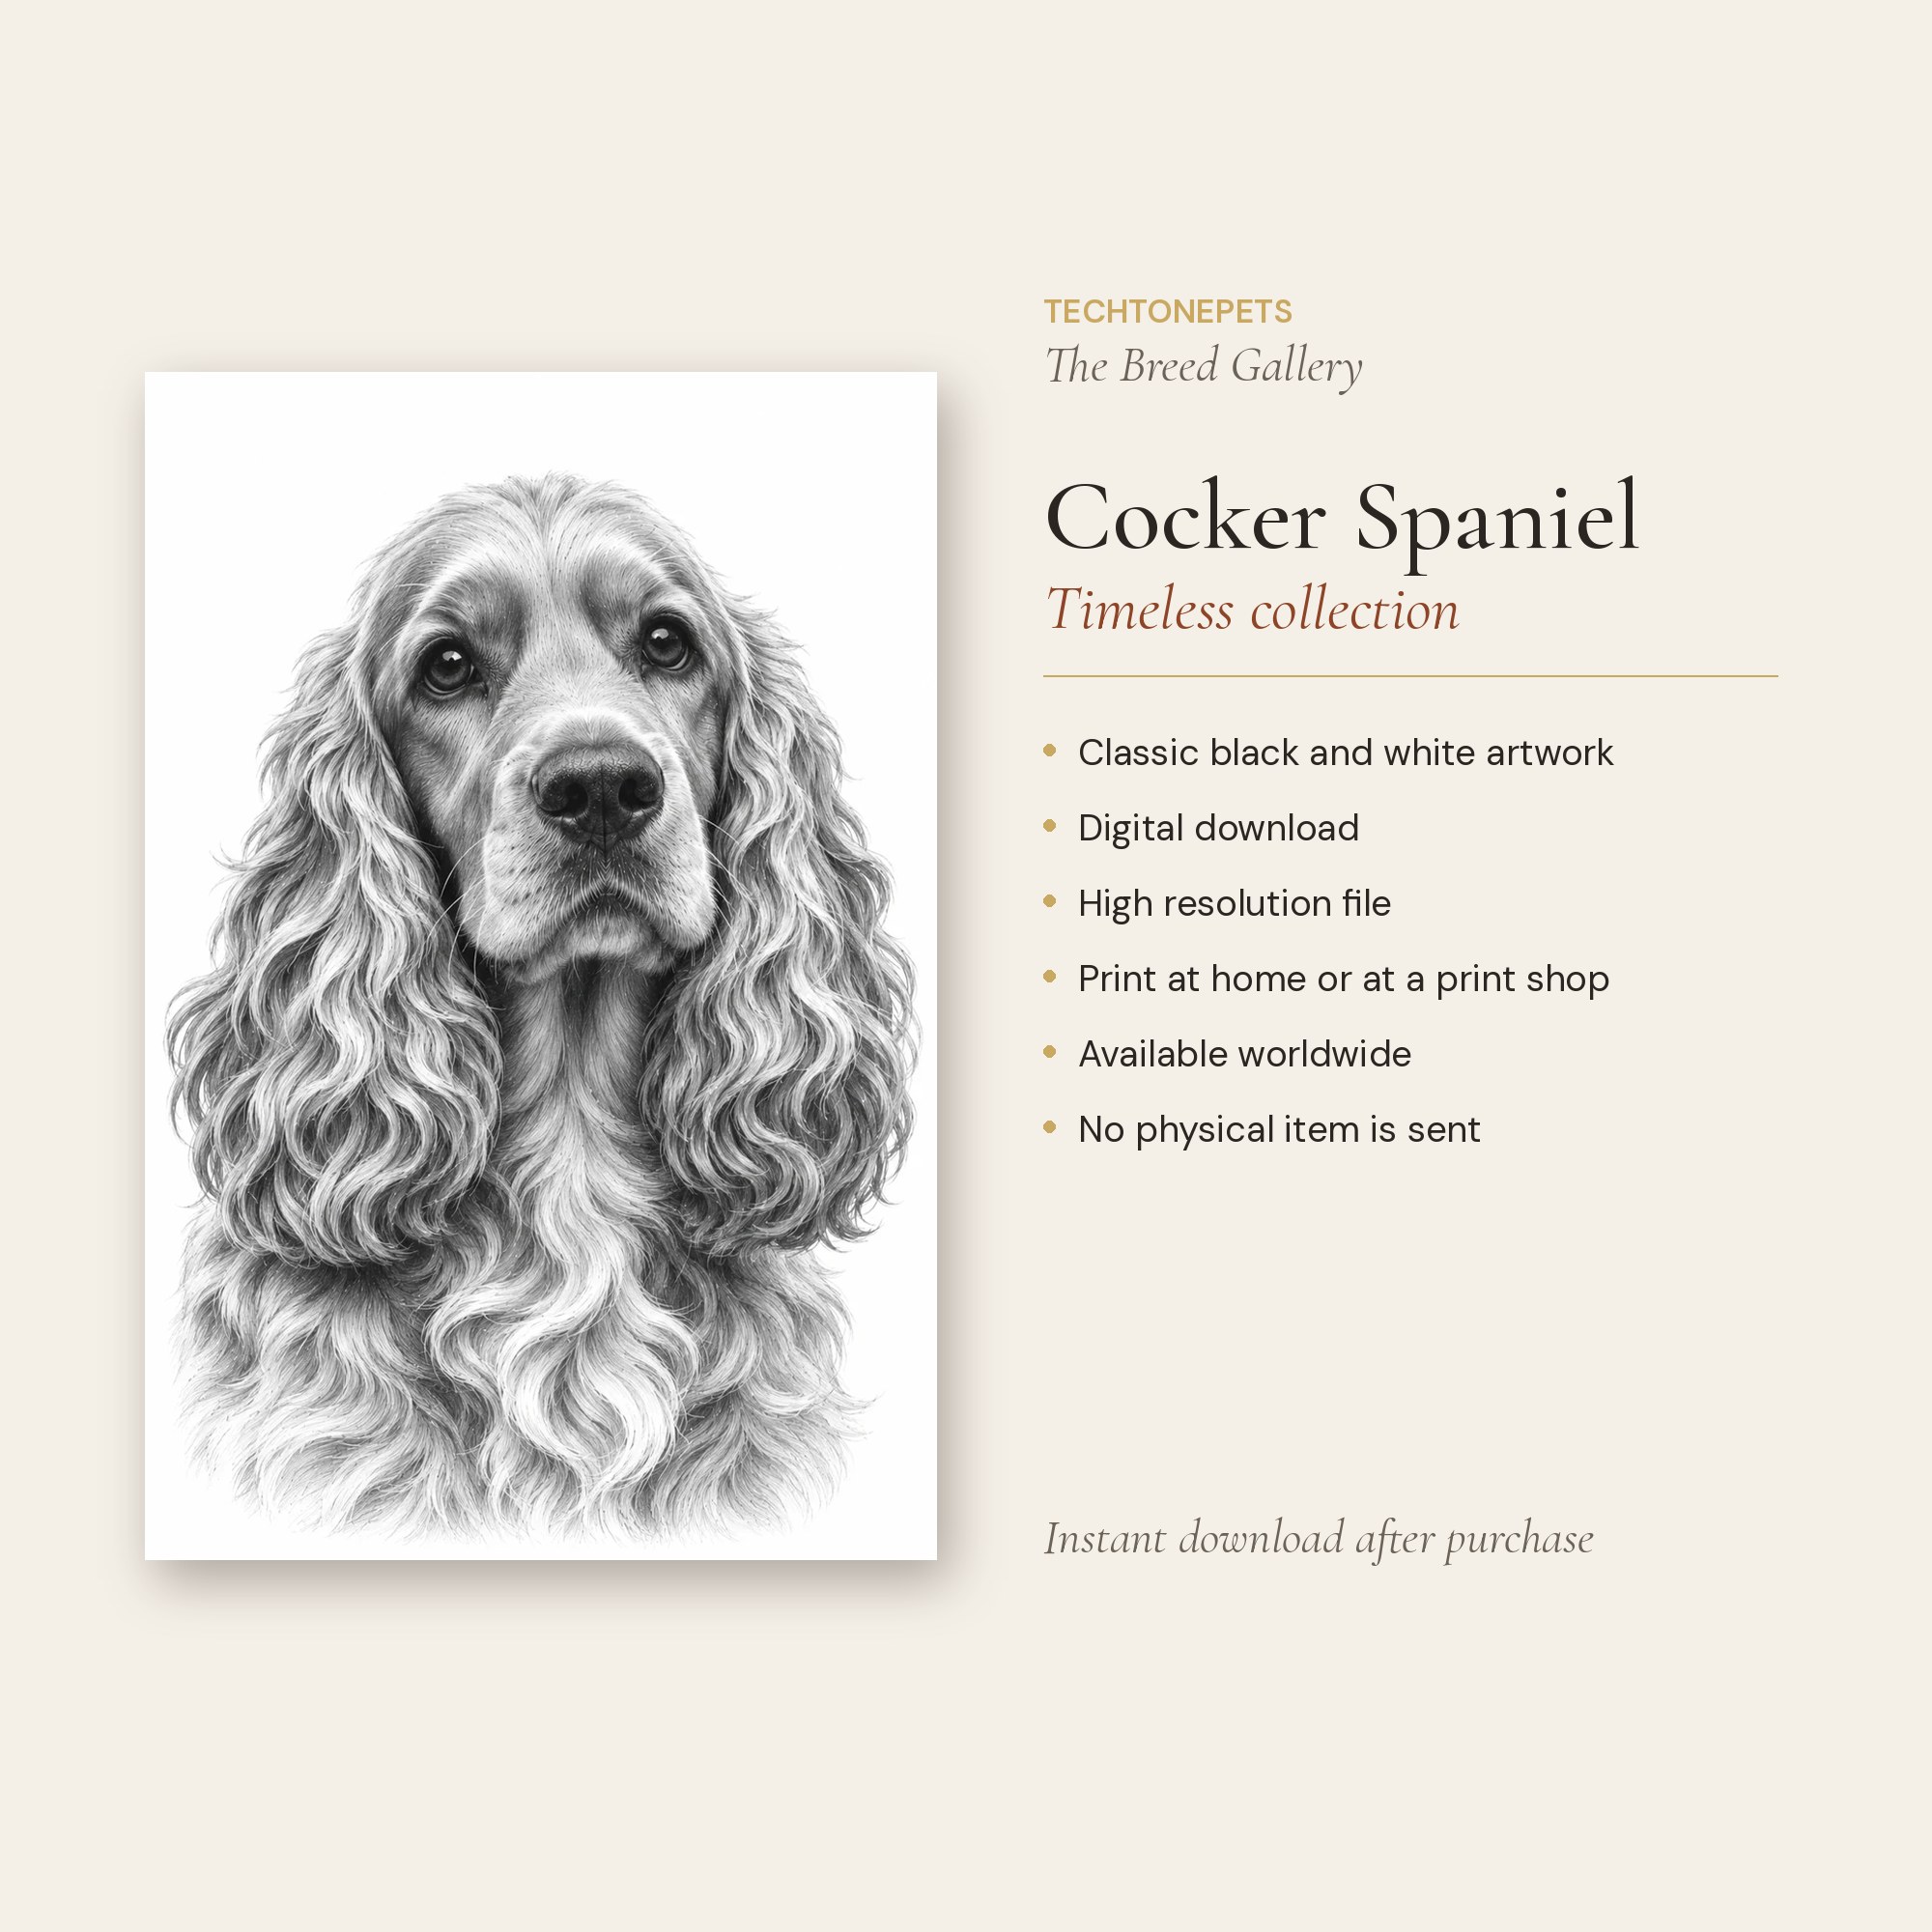 TECHTONEPETS
The Breed Gallery
Cocker Spaniel
Timeless collection
Classic black and white artwork
Digital download
High resolution file
Print at home or at a print shop
Available worldwide
No physical item is sent
Instant download after purchase